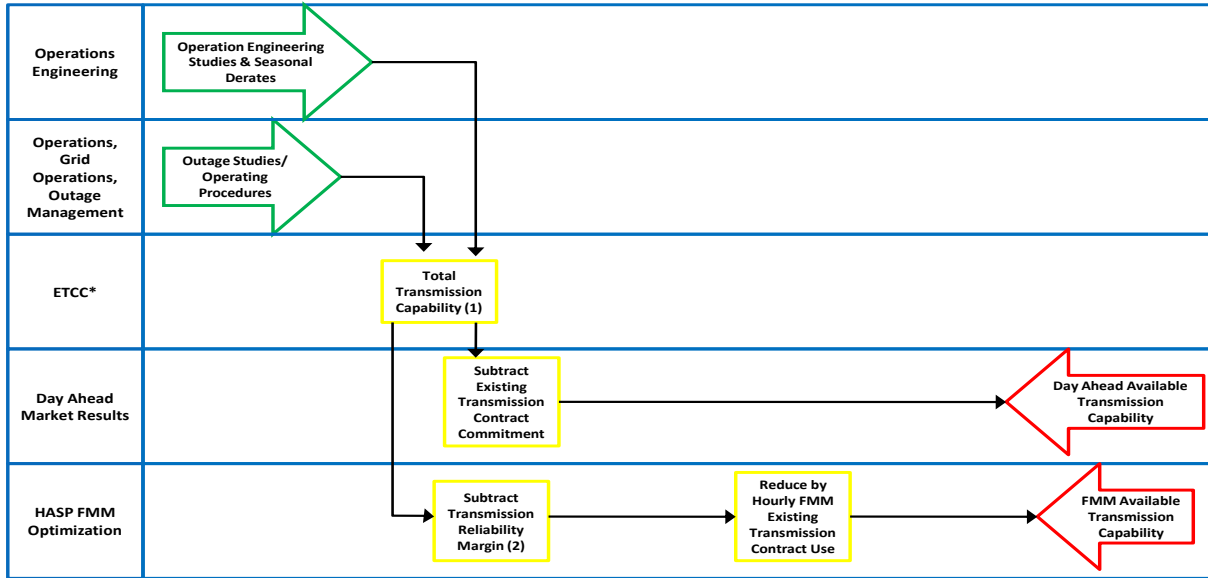 Operations
Engineering
Operation Engineering
Studies & Seasonal
Derates
Operations,
Grid
Operations,
Outage
Management
Outage Studies/
Operating
Procedures
ETCC*
Total
Transmission
Capability (1)
Day Ahead
Market Results
Subtract
Existing
Transmission
Contract
Commitment
Day Ahead Available
Transmission
Capability
HASP FMM
Optimization
Subtract
Transmission
Reliability
Margin (2)
Reduce by
Hourly FMM
Existing
Transmission
Contract Use
FMM Available
Transmission
Capability